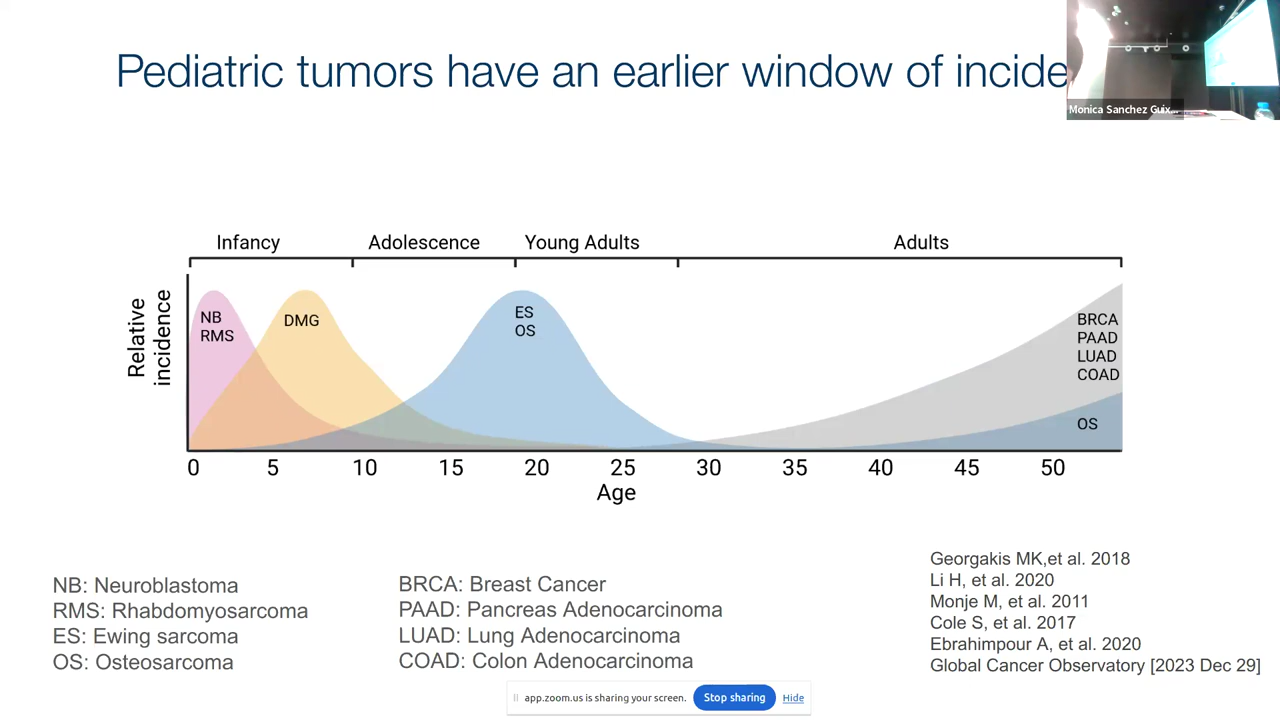 Pediatric tumors have an earlier window of incide
Monica Sanchez Guix...
Infancy
Adolescence
Young Adults
Adults
Relative
incidence
NB
RMS
DMG
ES
OS
BRCA
PAAD
LUAD
COAD
OS
0 5 10 15 20 25 30 35 40 45 50
Age
NB: Neuroblastoma
RMS: Rhabdomyosarcoma
ES: Ewing sarcoma
OS: Osteosarcoma
BRCA: Breast Cancer
PAAD: Pancreas Adenocarcinoma
LUAD: Lung Adenocarcinoma
COAD: Colon Adenocarcinoma
Georgakis MK,et al. 2018
Li H, et al. 2020
Monje M, et al. 2011
Cole S, et al. 2017
Ebrahimpour A, et al. 2020
Global Cancer Observatory [2023 Dec 29]
app.zoom.us is sharing your screen. Stop sharing Hide